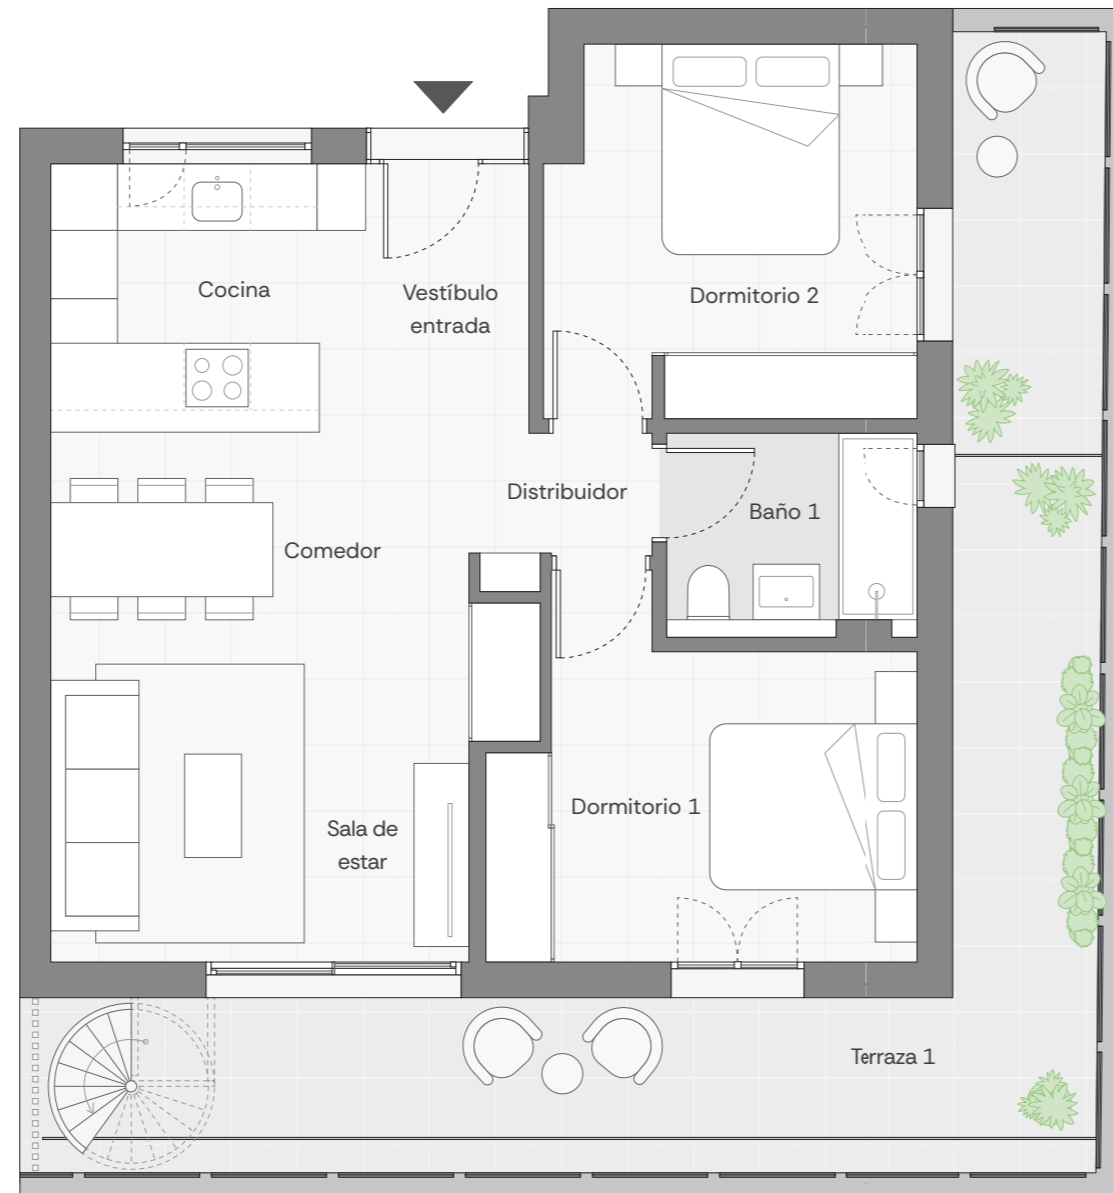 Cocina
Vestíbulo
entrada
Dormitorio 2
Distribuidor
Baño 1
Comedor
Dormitorio 1
Sala de
estar
Terraza 1